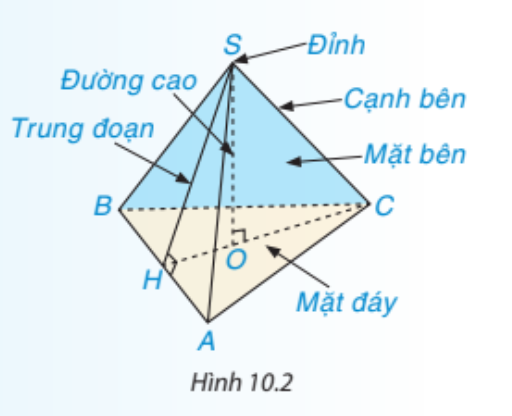 S
Đỉnh
Đường cao
Cạnh bên
Trung đoạn
Mặt bên
B
C
O
H
Mặt đáy
A
Hình 10.2